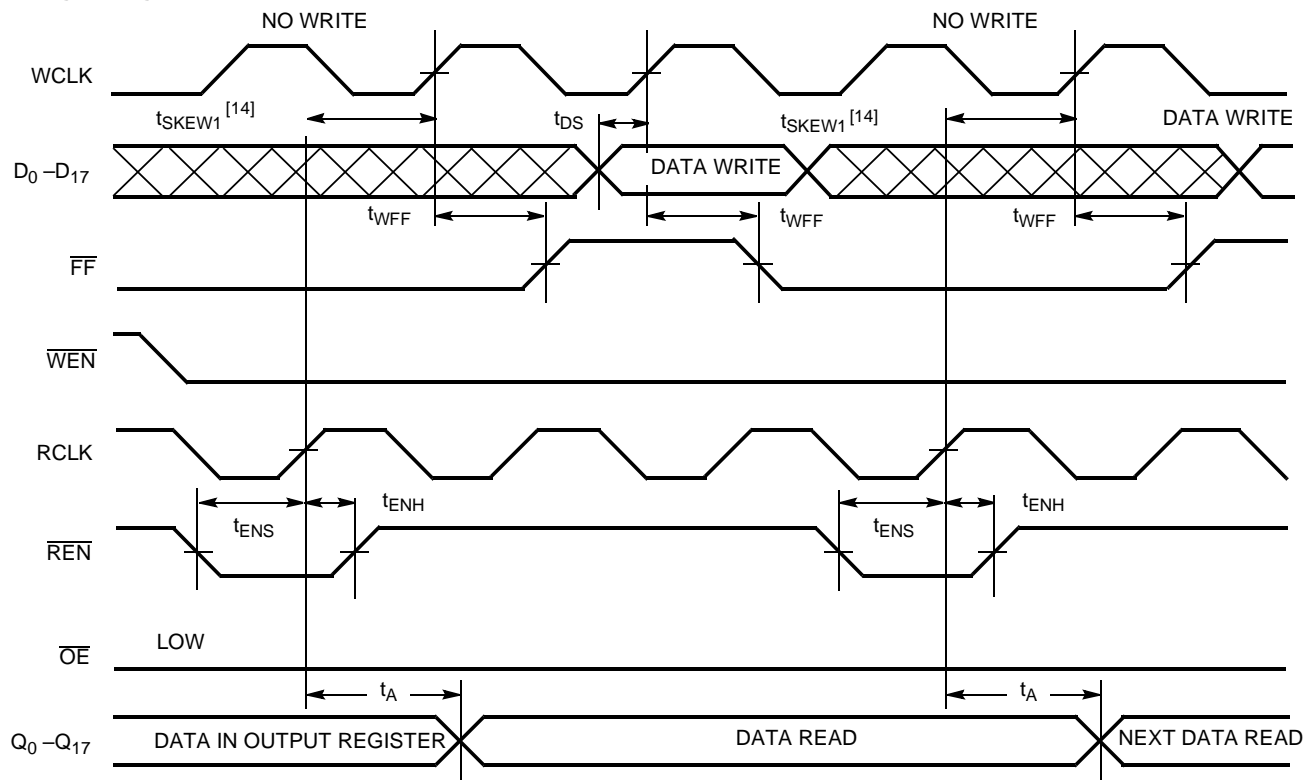 NO WRITE NO WRITE
WCLK
tSKEW1 [14] tDS tSKEW1 [14] DATA WRITE
D0 –D17 DATA WRITE
tWFF tWFF tWFF
FF
WEN
RCLK
tENS tENH tENS tENH
REN
LOW
OE
tA tA
Q0 –Q17 DATA IN OUTPUT REGISTER DATA READ NEXT DATA READ